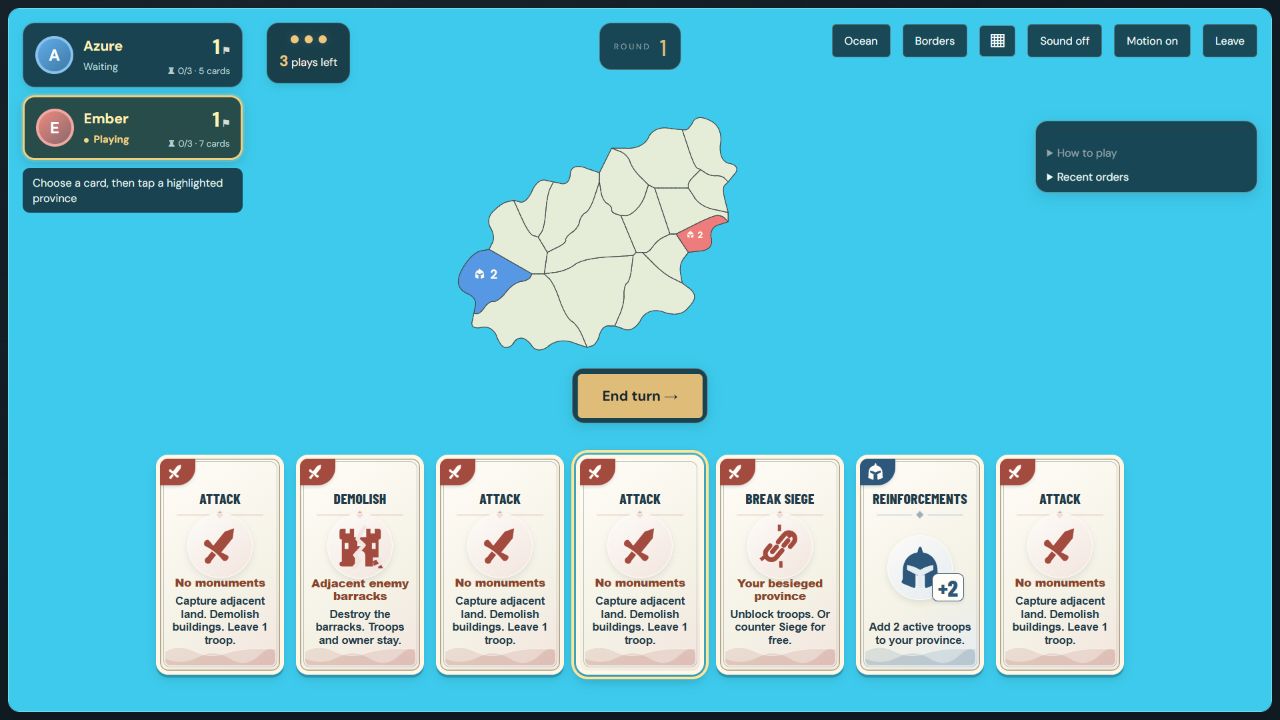 A
Azure
1
Waiting
0/3 · 5 cards
E
Ember
1
Playing
0/3 · 7 cards
Choose a card, then tap a highlighted
province
3 plays left
ROUND 1
Ocean
Borders
Sound off
Motion on
Leave
How to play
Recent orders
2
2
End turn →
ATTACK
No monuments
Capture adjacent
land. Demolish
buildings. Leave 1
troop.
DEMOLISH
Adjacent enemy
barracks
Destroy the
barracks. Troops
and owner stay.
ATTACK
No monuments
Capture adjacent
land. Demolish
buildings. Leave 1
troop.
ATTACK
No monuments
Capture adjacent
land. Demolish
buildings. Leave 1
troop.
BREAK SIEGE
Your besieged
province
Unblock troops. Or
counter Siege for
free.
REINFORCEMENTS
+2
Add 2 active troops
to your province.
ATTACK
No monuments
Capture adjacent
land. Demolish
buildings. Leave 1
troop.